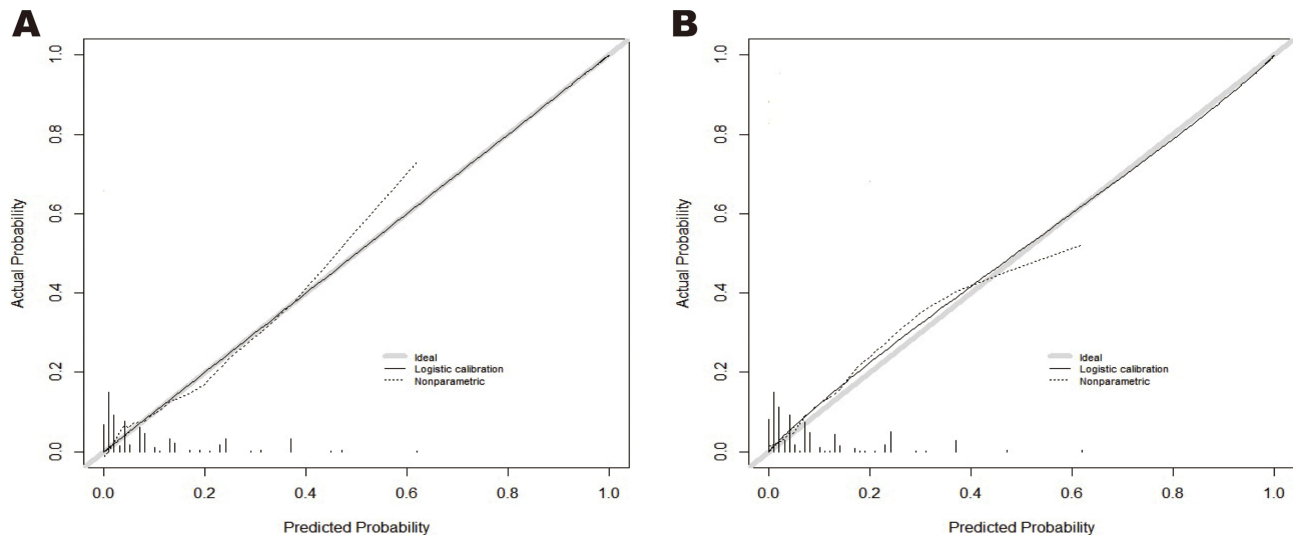 A
1.0
0.8
0.6
0.4
0.2
0.0
Actual Probability
Ideal
Logistic calibration
Nonparametric
0.0 0.2 0.4 0.6 0.8 1.0
Predicted Probability
B
1.0
0.8
0.6
0.4
0.2
0.0
Actual Probability
Ideal
Logistic calibration
Nonparametric
0.0 0.2 0.4 0.6 0.8 1.0
Predicted Probability